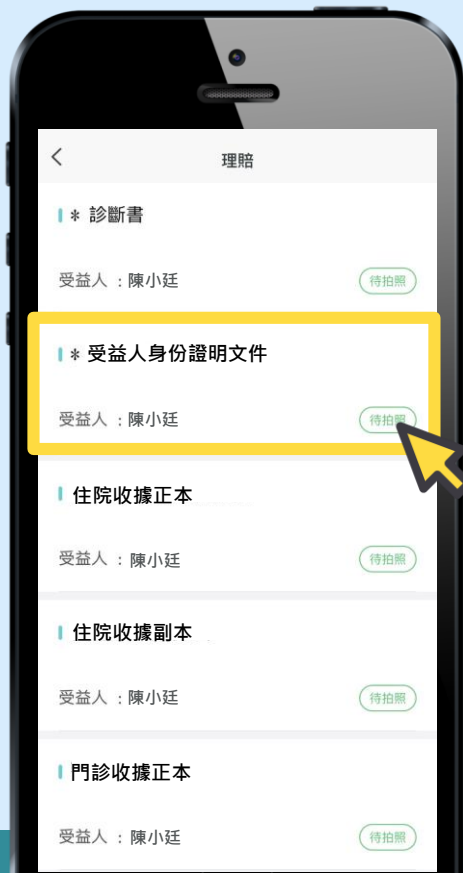 理賠
* 診斷書
受益人 : 陳小廷 待拍照
* 受益人身份證明文件
受益人 : 陳小廷 待拍照
住院收據正本
受益人 : 陳小廷 待拍照
住院收據副本
受益人 : 陳小廷 待拍照
門診收據正本
受益人 : 陳小廷 待拍照